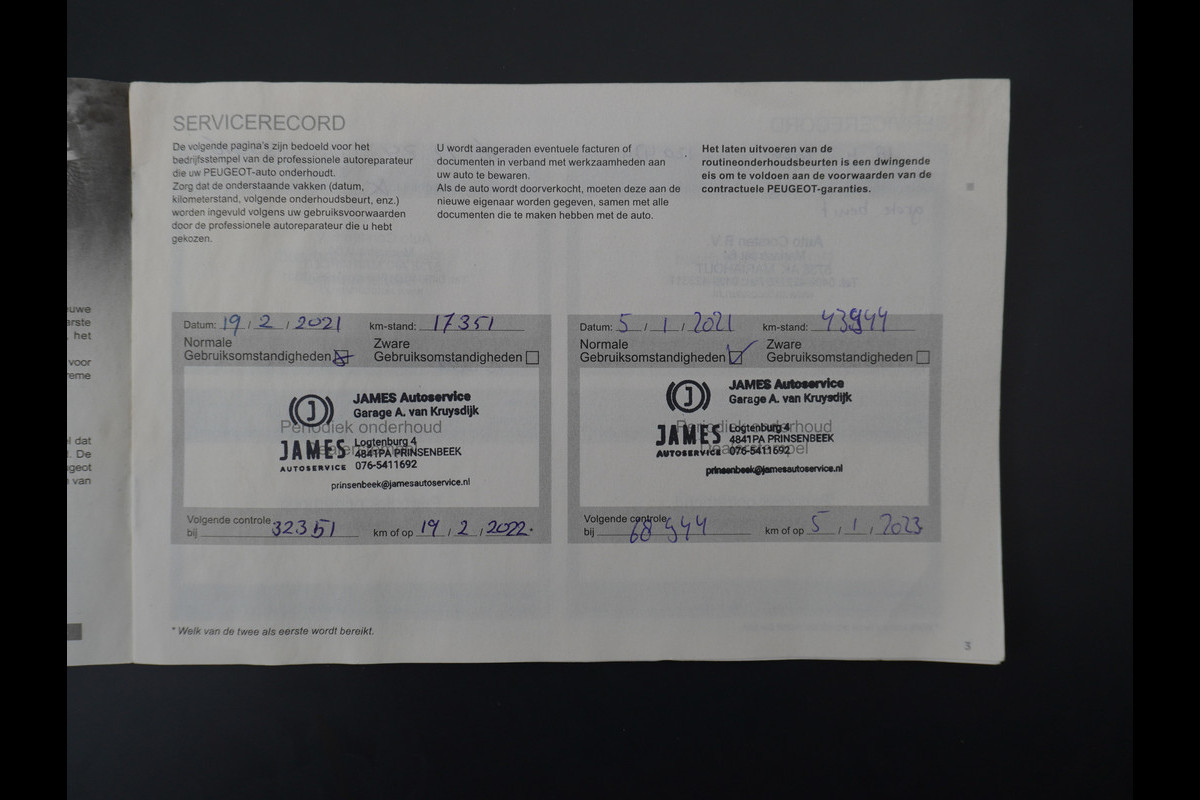 SERVICERECORD
De volgende pagina's zijn bedoeld voor het
bedrijfsstempel van de professionele autoreparateur
die uw PEUGEOT-auto onderhoudt.
Zorg dat de onderstaande vakken (datum,
kilometerstand, volgende onderhoudsbeurt, enz.)
worden ingevuld volgens uw gebruiksvoorwaarden
door de professionele autoreparateur die u hebt
gekozen.
U wordt aangeraden eventuele facturen of
documenten in verband met werkzaamheden aan
uw auto te bewaren.
Als de auto wordt doorverkocht, moeten deze aan de
nieuwe eigenaar worden gegeven, samen met alle
documenten die te maken hebben met de auto.
Het laten uitvoeren van de
routineonderhoudsbeurten is een dwingende
eis om te voldoen aan de voorwaarden van de
contractuele PEUGEOT-garanties.
het
voor
dat
De
van
Datum: 19 / 2 / 2021 km-stand: 17351
Normale
Gebruiksomstandigheden
Zware
Gebruiksomstandigheden
JAMES Autoservice
Garage A. van Kruysdijk
Periodiek onderhoud
JAMES
AUTOSERVICE
Logtenburg 4
4841PA PRINSENBEEK
076-5411692
prinsenbeek@jamesautoservice.nl
Volgende controle
bij 32351 km of op 19 / 2 / 2022.
Datum: 5 / 1 / 2021 km-stand: 43944
Normale
Gebruiksomstandigheden
Zware
Gebruiksomstandigheden
JAMES Autoservice
Garage A. van Kruysdijk
Periodiek onderhoud
JAMES
AUTOSERVICE
Logtenburg 4
4841PA PRINSENBEEK
076-5411692
prinsenbeek@jamesautoservice.nl
Volgende controle
bij 68944 km of op 5 / 1 / 2023
* Welk van de twee als eerste wordt bereikt.
3